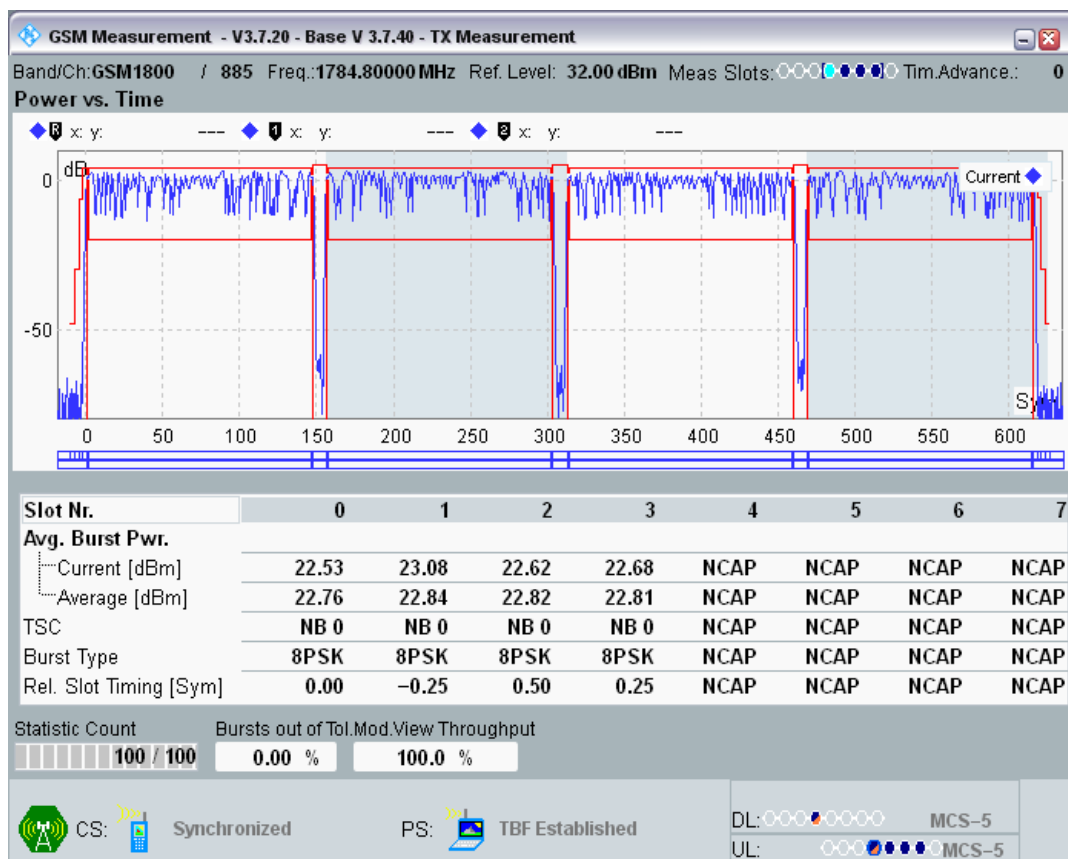 GSM Measurement - V3.7.20 - Base V 3.7.40 - TX Measurement
Band/Ch:GSM1800 / 885 Freq.:1784.80000 MHz Ref. Level: 32.00 dBm Meas Slots: Tim.Advance.: 0
Power vs. Time
R x: y: --- 1 x: y: --- 2 x: y: ---
dB
Current
0
-50
0 50 100 150 200 250 300 350 400 450 500 550 600
Slot Nr. 0 1 2 3 4 5 6 7
Avg. Burst Pwr.
Current [dBm] 22.53 23.08 22.62 22.68 NCAP NCAP NCAP NCAP
Average [dBm] 22.76 22.84 22.82 22.81 NCAP NCAP NCAP NCAP
TSC NB 0 NB 0 NB 0 NB 0 NCAP NCAP NCAP NCAP
Burst Type 8PSK 8PSK 8PSK 8PSK NCAP NCAP NCAP NCAP
Rel. Slot Timing [Sym] 0.00 −0.25 0.50 0.25 NCAP NCAP NCAP NCAP
Statistic Count Bursts out of Tol.Mod.View Throughput
100 / 100 0.00 % 100.0 %
CS: Synchronized PS: TBF Established
DL: MCS−5
UL: MCS−5